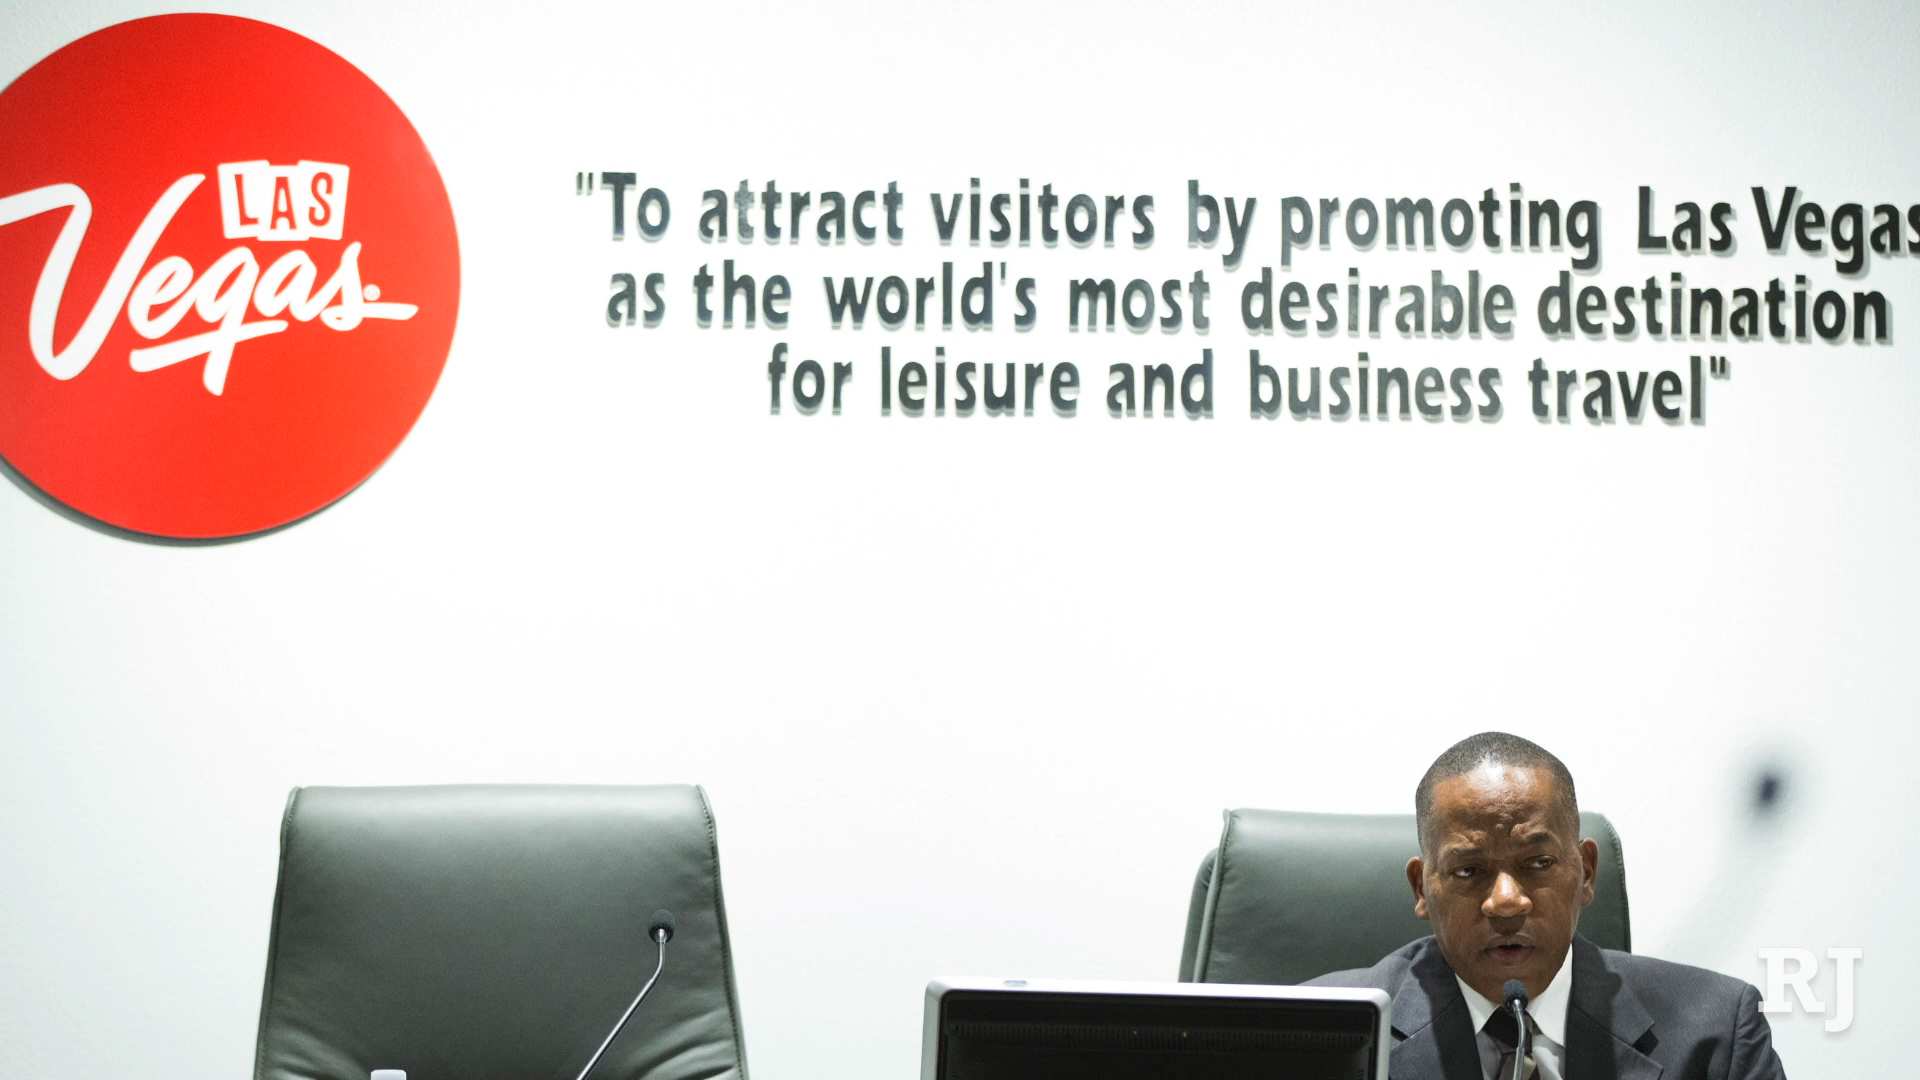 LAS
Vegas.
"To attract visitors by promoting Las Vegas
as the world's most desirable destination
for leisure and business travel"
RJ